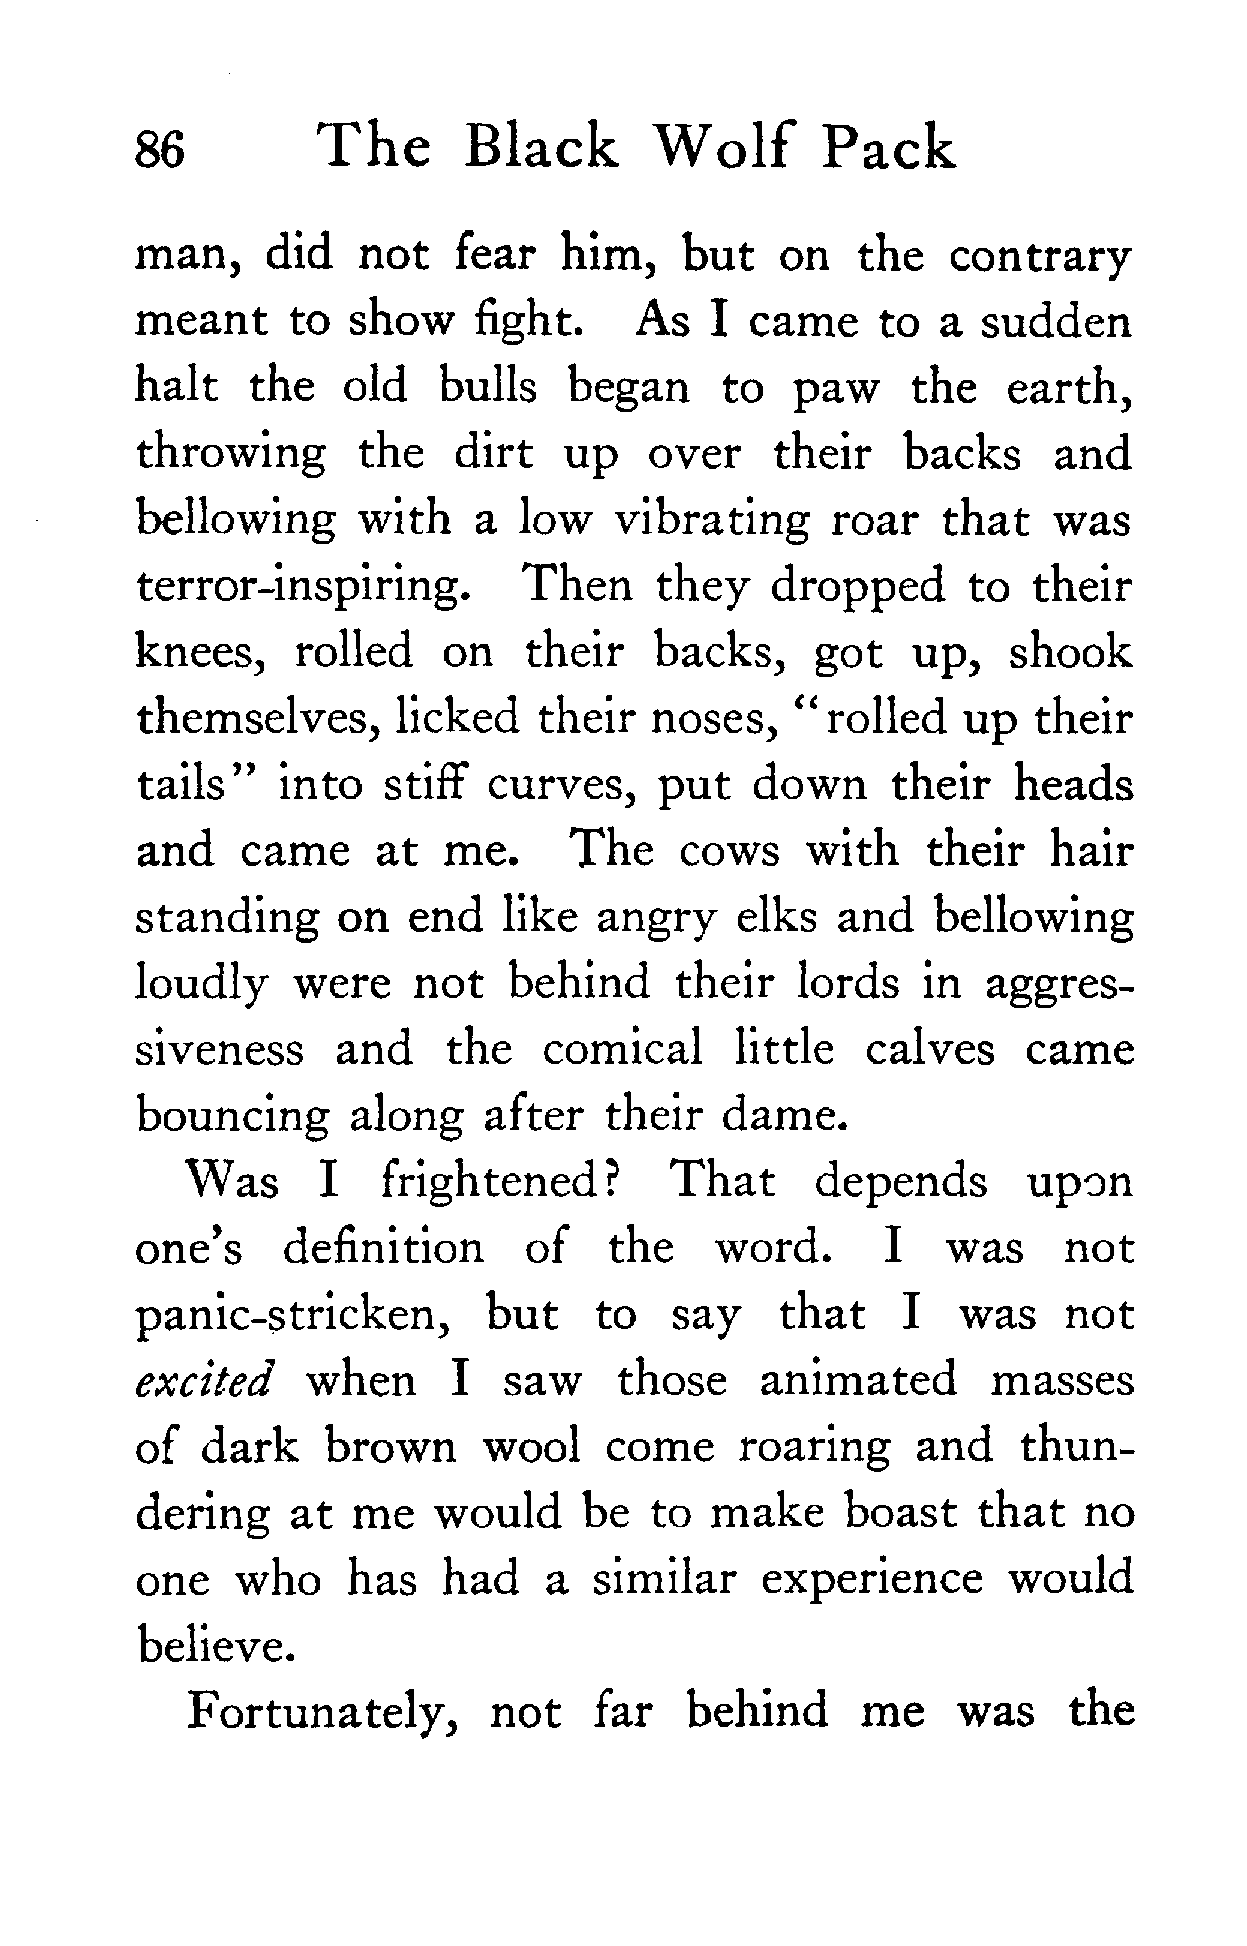 86 The Black Wolf Pack
man, did not fear him, but on the contrary
meant to show fight. As I came to a sudden
halt the old bulls began to paw the earth,
throwing the dirt up over their backs and
bellowing with a low vibrating roar that was
terror-inspiring. Then they dropped to their
knees, rolled on their backs, got up, shook
themselves, licked their noses, “rolled up their
tails” into stiff curves, put down their heads
and came at me. The cows with their hair
standing on end like angry elks and bellowing
loudly were not behind their lords in aggres-
siveness and the comical little calves came
bouncing along after their dame.
Was I frightened? That depends upon
one's definition of the word. I was not
panic-stricken, but to say that I was not
excited when I saw those animated masses
of dark brown wool come roaring and thun-
dering at me would be to make boast that no
one who has had a similar experience would
believe.
Fortunately, not far behind me was the